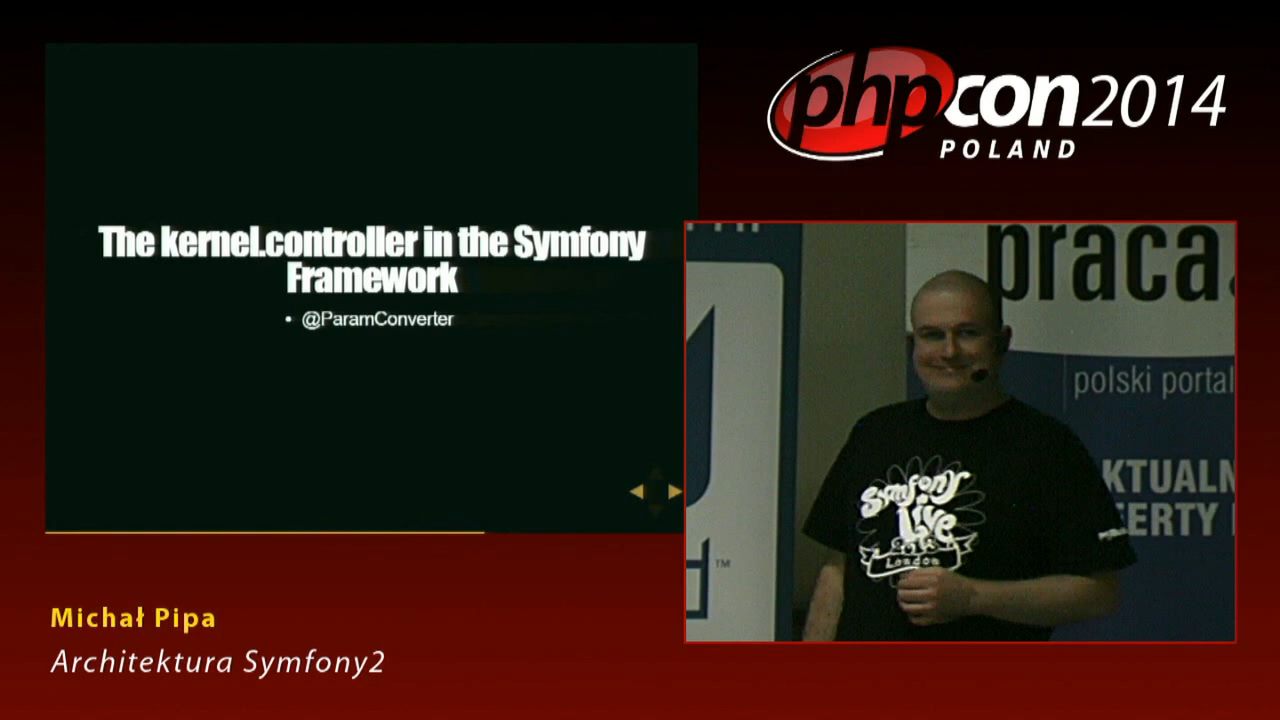 phpcon2014
POLAND
The kernel.controller in the Symfony
Framework
• @ParamConverter
praca.
polski portal
KTUALN
ERTY
TM
Symfony
Live
London
Michał Pipa
Architektura Symfony2